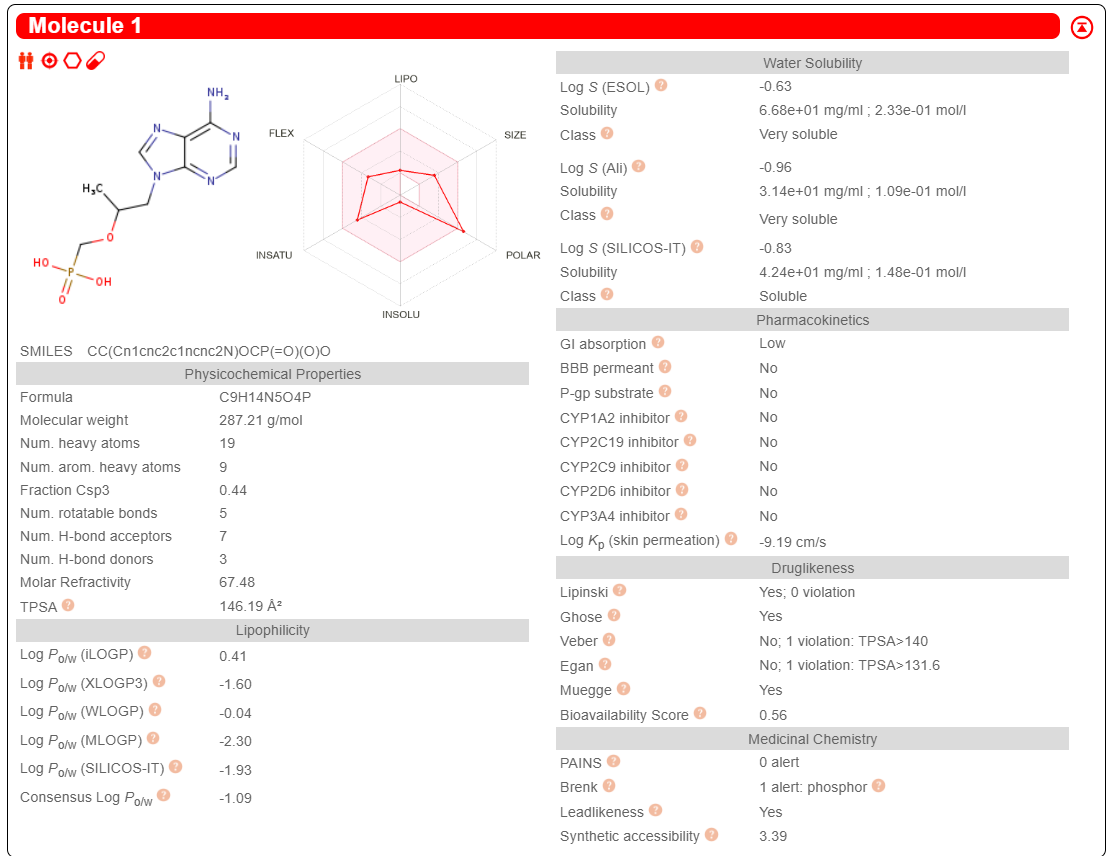 Molecule 1
NH₂
N
N
N
N
H₃C
O
HO
P
OH
O
LIPO
FLEX
SIZE
INSATU
POLAR
INSOLU
SMILES CC(Cn1cnc2c1ncnc2N)OCP(=O)(O)O
Physicochemical Properties
Formula C9H14N5O4P
Molecular weight 287.21 g/mol
Num. heavy atoms 19
Num. arom. heavy atoms 9
Fraction Csp3 0.44
Num. rotatable bonds 5
Num. H-bond acceptors 7
Num. H-bond donors 3
Molar Refractivity 67.48
TPSA ? 146.19 Å²
Lipophilicity
Log Po/w (iLOGP) ? 0.41
Log Po/w (XLOGP3) ? -1.60
Log Po/w (WLOGP) ? -0.04
Log Po/w (MLOGP) ? -2.30
Log Po/w (SILICOS-IT) ? -1.93
Consensus Log Po/w ? -1.09
Water Solubility
Log S (ESOL) ? -0.63
Solubility 6.68e+01 mg/ml ; 2.33e-01 mol/l
Class ? Very soluble
Log S (Ali) ? -0.96
Solubility 3.14e+01 mg/ml ; 1.09e-01 mol/l
Class ? Very soluble
Log S (SILICOS-IT) ? -0.83
Solubility 4.24e+01 mg/ml ; 1.48e-01 mol/l
Class ? Soluble
Pharmacokinetics
GI absorption ? Low
BBB permeant ? No
P-gp substrate ? No
CYP1A2 inhibitor ? No
CYP2C19 inhibitor ? No
CYP2C9 inhibitor ? No
CYP2D6 inhibitor ? No
CYP3A4 inhibitor ? No
Log Kp (skin permeation) ? -9.19 cm/s
Druglikeness
Lipinski ? Yes; 0 violation
Ghose ? Yes
Veber ? No; 1 violation: TPSA>140
Egan ? No; 1 violation: TPSA>131.6
Muegge ? Yes
Bioavailability Score ? 0.56
Medicinal Chemistry
PAINS ? 0 alert
Brenk ? 1 alert: phosphor ?
Leadlikeness ? Yes
Synthetic accessibility ? 3.39